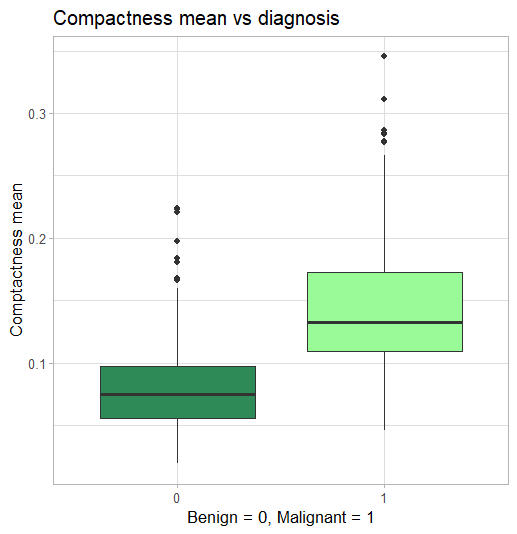 Compactness mean vs diagnosis
Comptactness mean
0.3
0.2
0.1
0
1
Benign = 0, Malignant = 1